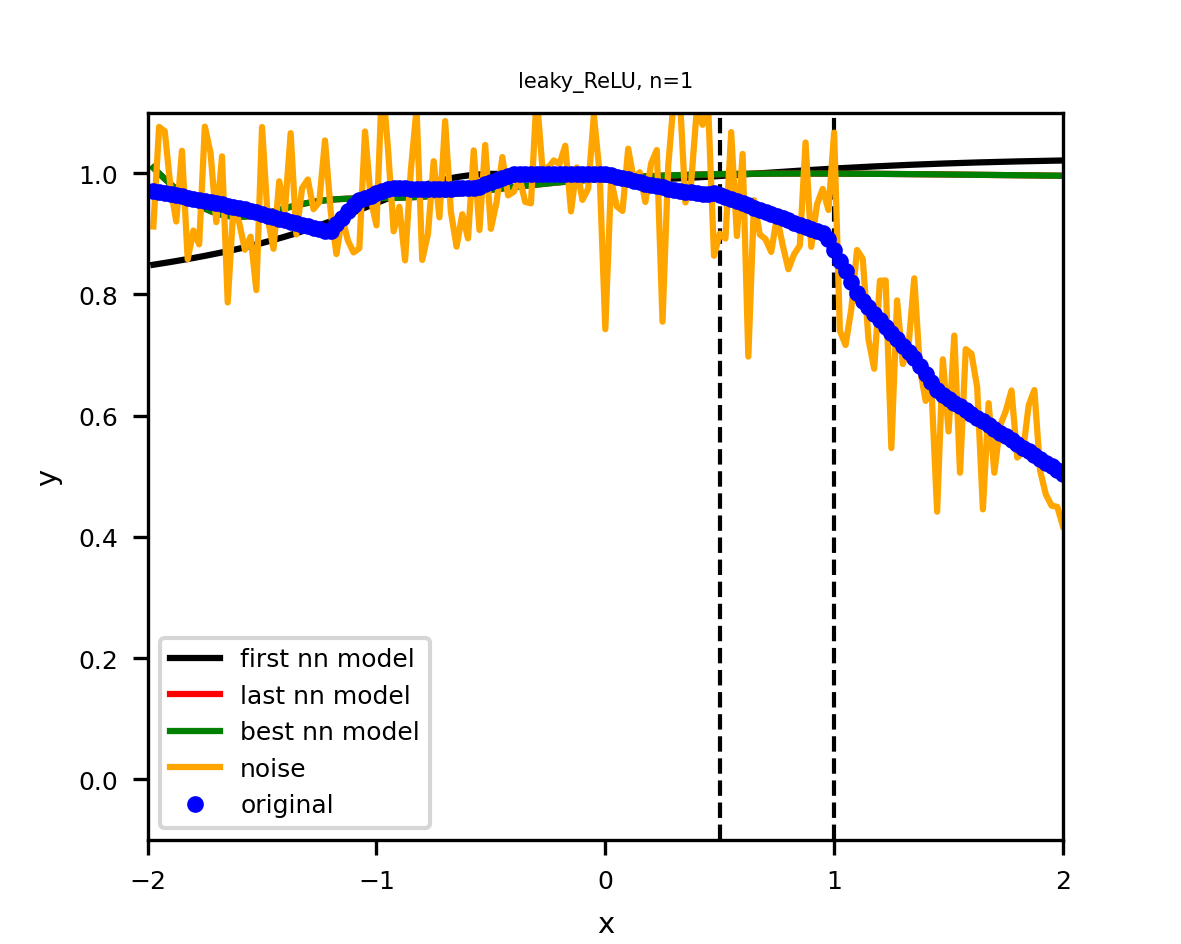 leaky_ReLU, n=1
1.0
0.8
0.6
0.4
0.2
0.0
y
first nn model
last nn model
best nn model
noise
original
−2
−1
0
1
2
x